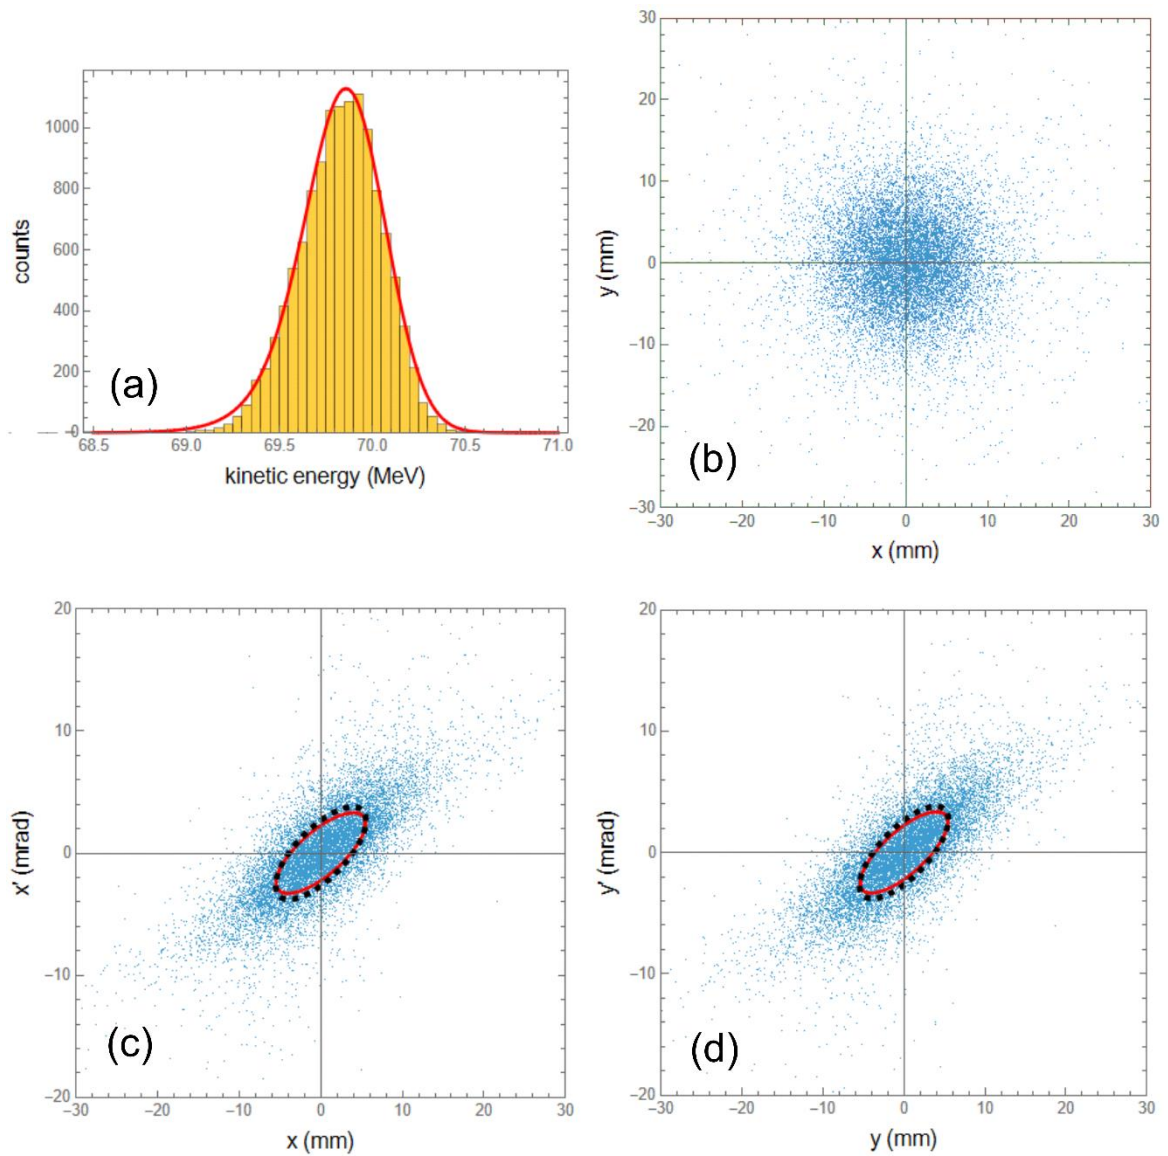 1000
800
600
400
200
0
counts
(a)
68.5 69.0 69.5 70.0 70.5 71.0
kinetic energy (MeV)
30
20
10
0
−10
−20
−30
y (mm)
(b)
−30 −20 −10 0 10 20 30
x (mm)
20
10
0
−10
−20
x' (mrad)
(c)
−30 −20 −10 0 10 20 30
x (mm)
20
10
0
−10
−20
y' (mrad)
(d)
−30 −20 −10 0 10 20 30
y (mm)